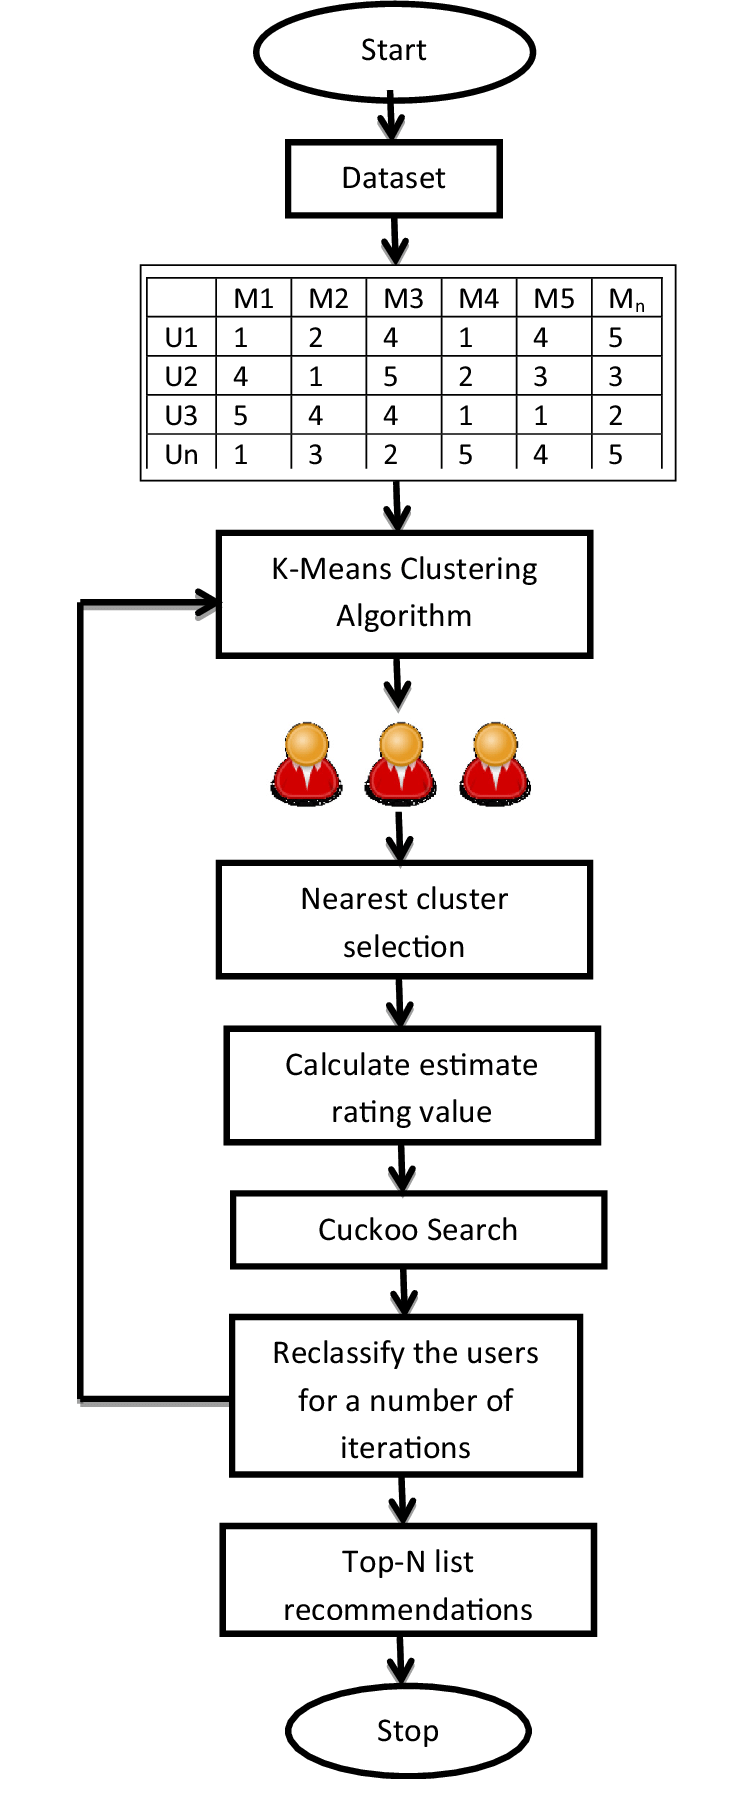 Start
Dataset
M1 M2 M3 M4 M5 Mn
U1 1 2 4 1 4 5
U2 4 1 5 2 3 3
U3 5 4 4 1 1 2
Un 1 3 2 5 4 5
K-Means Clustering
Algorithm
Nearest cluster
selection
Calculate estimate
rating value
Cuckoo Search
Reclassify the users
for a number of
iterations
Top-N list
recommendations
Stop